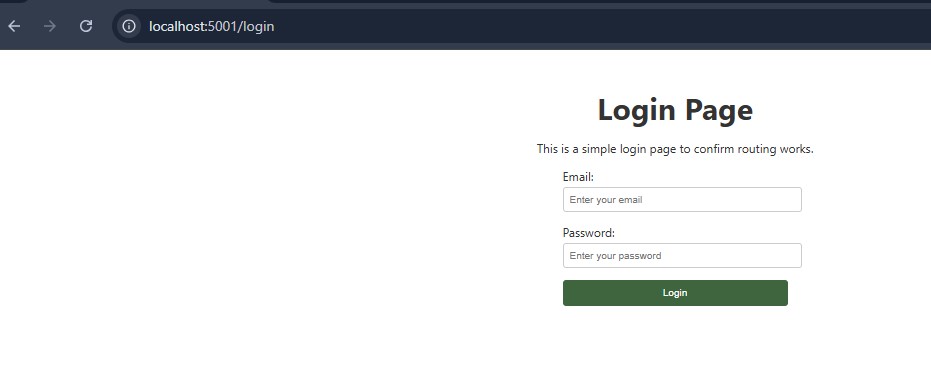 localhost:5001/login
Login Page
This is a simple login page to confirm routing works.
Email:
Enter your email
Password:
Enter your password
Login